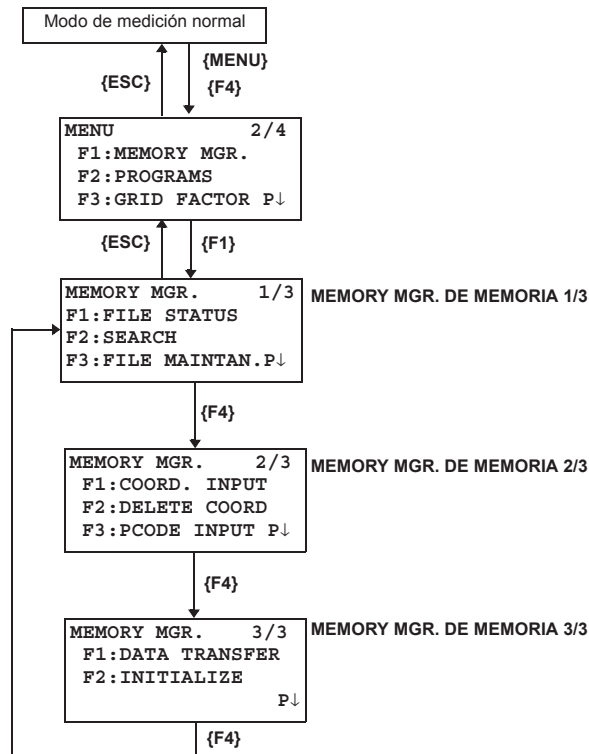 Modo de medición normal
{MENU}
{ESC}
{F4}
MENU 2/4
F1:MEMORY MGR.
F2:PROGRAMS
F3:GRID FACTOR P↓
{ESC} {F1}
MEMORY MGR. 1/3 MEMORY MGR. DE MEMORIA 1/3
F1:FILE STATUS
F2:SEARCH
F3:FILE MAINTAN.P↓
{F4}
MEMORY MGR. 2/3 MEMORY MGR. DE MEMORIA 2/3
F1:COORD. INPUT
F2:DELETE COORD
F3:PCODE INPUT P↓
{F4}
MEMORY MGR. 3/3 MEMORY MGR. DE MEMORIA 3/3
F1:DATA TRANSFER
F2:INITIALIZE
P↓
{F4}